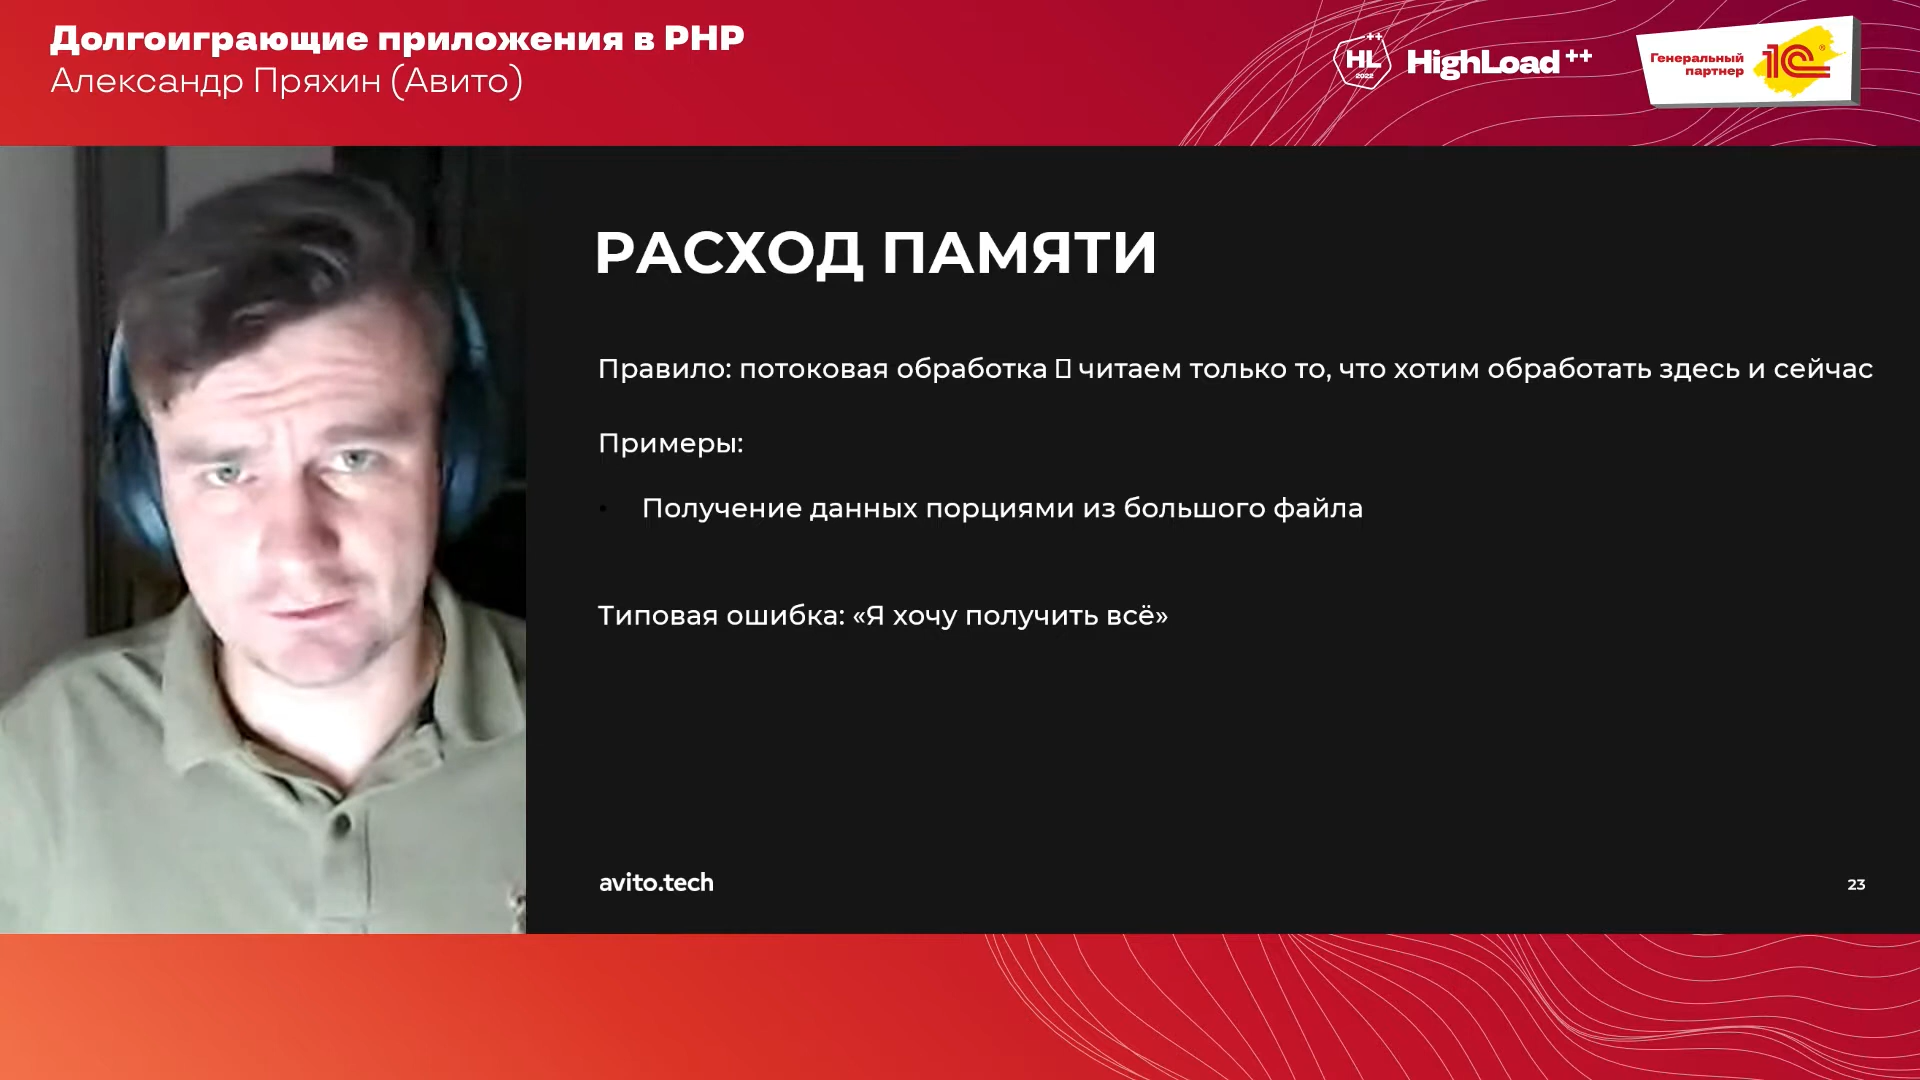 Долгоиграющие приложения в PHP
Александр Пряхин (Авито)
HL++
2022
HighLoad++
Генеральный
партнер
1С
РАСХОД ПАМЯТИ
Правило: потоковая обработка ▯ читаем только то, что хотим обработать здесь и сейчас
Примеры:
• Получение данных порциями из большого файла
Типовая ошибка: «Я хочу получить всё»
avito.tech
23